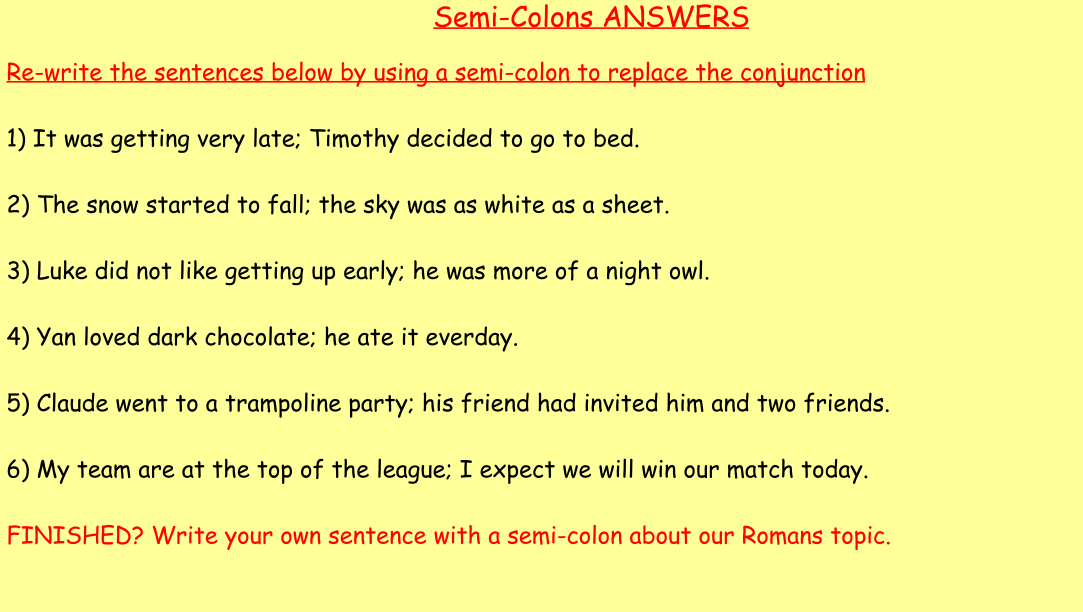 Semi-Colons ANSWERS
Re-write the sentences below by using a semi-colon to replace the conjunction
1) It was getting very late; Timothy decided to go to bed.
2) The snow started to fall; the sky was as white as a sheet.
3) Luke did not like getting up early; he was more of a night owl.
4) Yan loved dark chocolate; he ate it everday.
5) Claude went to a trampoline party; his friend had invited him and two friends.
6) My team are at the top of the league; I expect we will win our match today.
FINISHED? Write your own sentence with a semi-colon about our Romans topic.